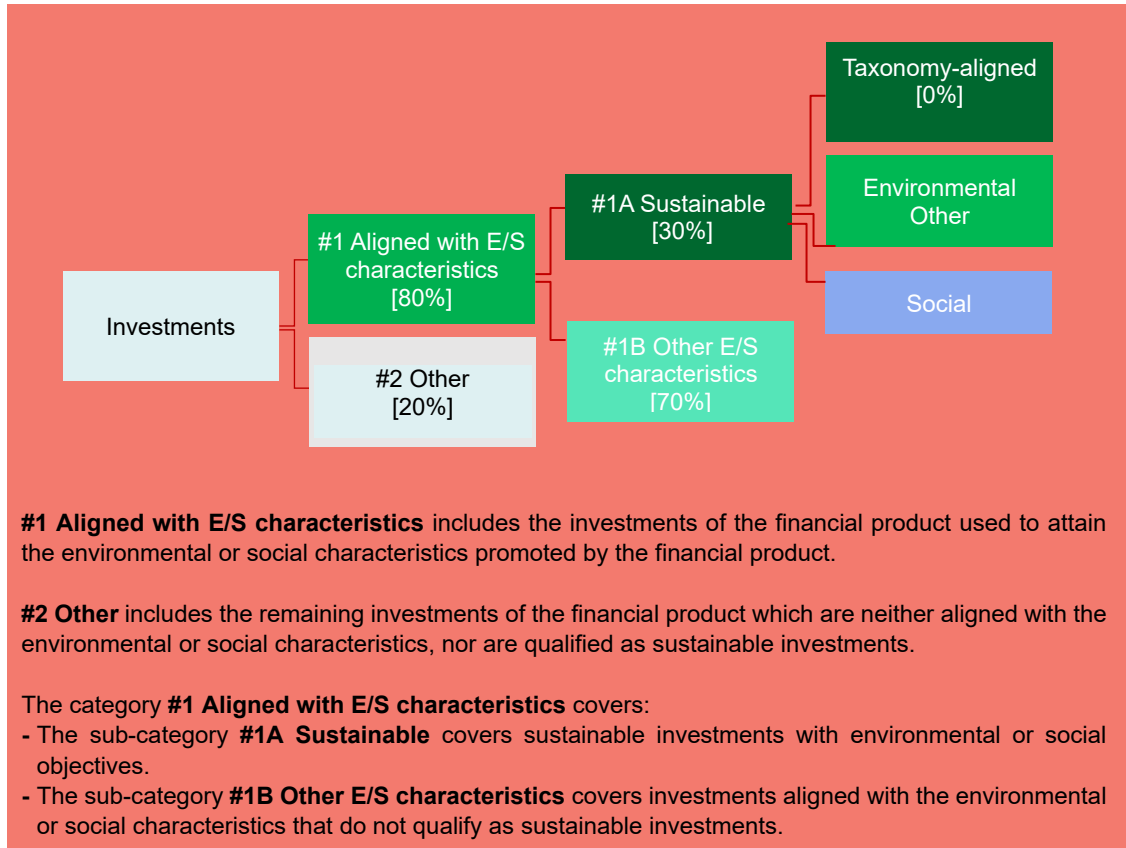 Taxonomy-aligned
[0%]
Environmental
Other
Social
#1A Sustainable
[30%]
#1B Other E/S
characteristics
[70%]
#1 Aligned with E/S
characteristics
[80%]
#2 Other
[20%]
Investments
#1 Aligned with E/S characteristics includes the investments of the financial product used to attain
the environmental or social characteristics promoted by the financial product.
#2 Other includes the remaining investments of the financial product which are neither aligned with the
environmental or social characteristics, nor are qualified as sustainable investments.
The category #1 Aligned with E/S characteristics covers:
- The sub-category #1A Sustainable covers sustainable investments with environmental or social
objectives.
- The sub-category #1B Other E/S characteristics covers investments aligned with the environmental
or social characteristics that do not qualify as sustainable investments.